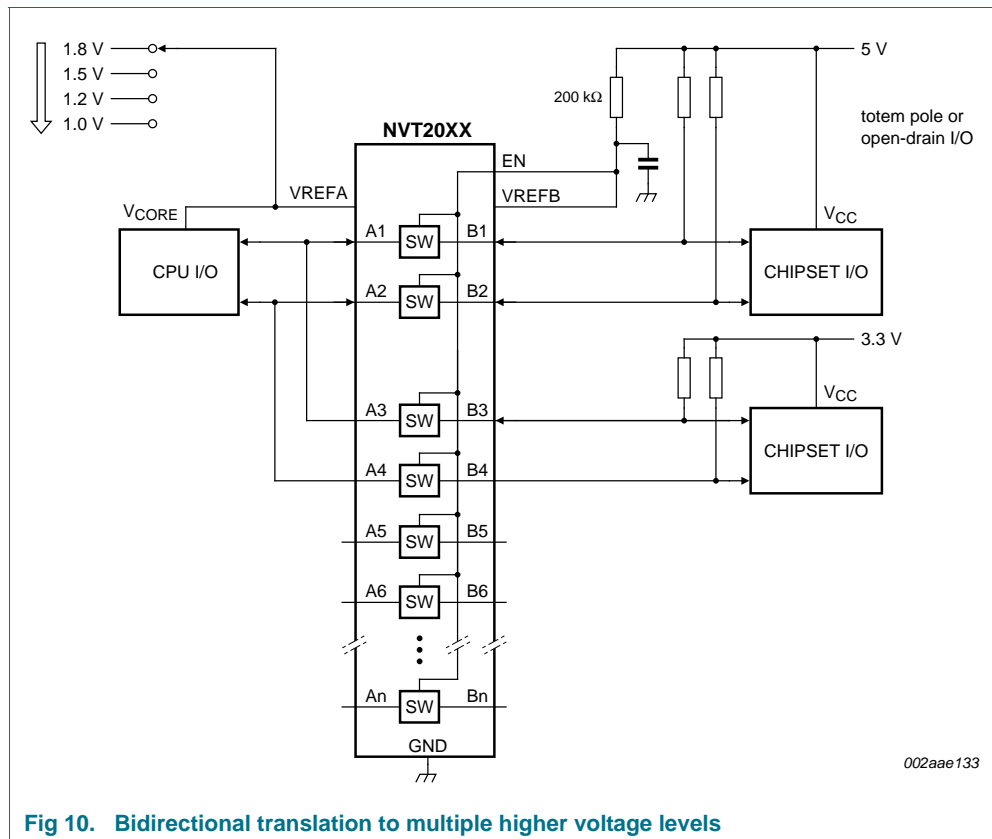 1.8 V
1.5 V
1.2 V
1.0 V
5 V
200 kΩ
totem pole or
open-drain I/O
NVT20XX
EN
VREFA
VREFB
VCORE
VCC
A1
SW
B1
CPU I/O
CHIPSET I/O
A2
SW
B2
3.3 V
VCC
A3
SW
B3
CHIPSET I/O
A4
SW
B4
A5
SW
B5
A6
SW
B6
An
SW
Bn
GND
002aae133
Fig 10. Bidirectional translation to multiple higher voltage levels